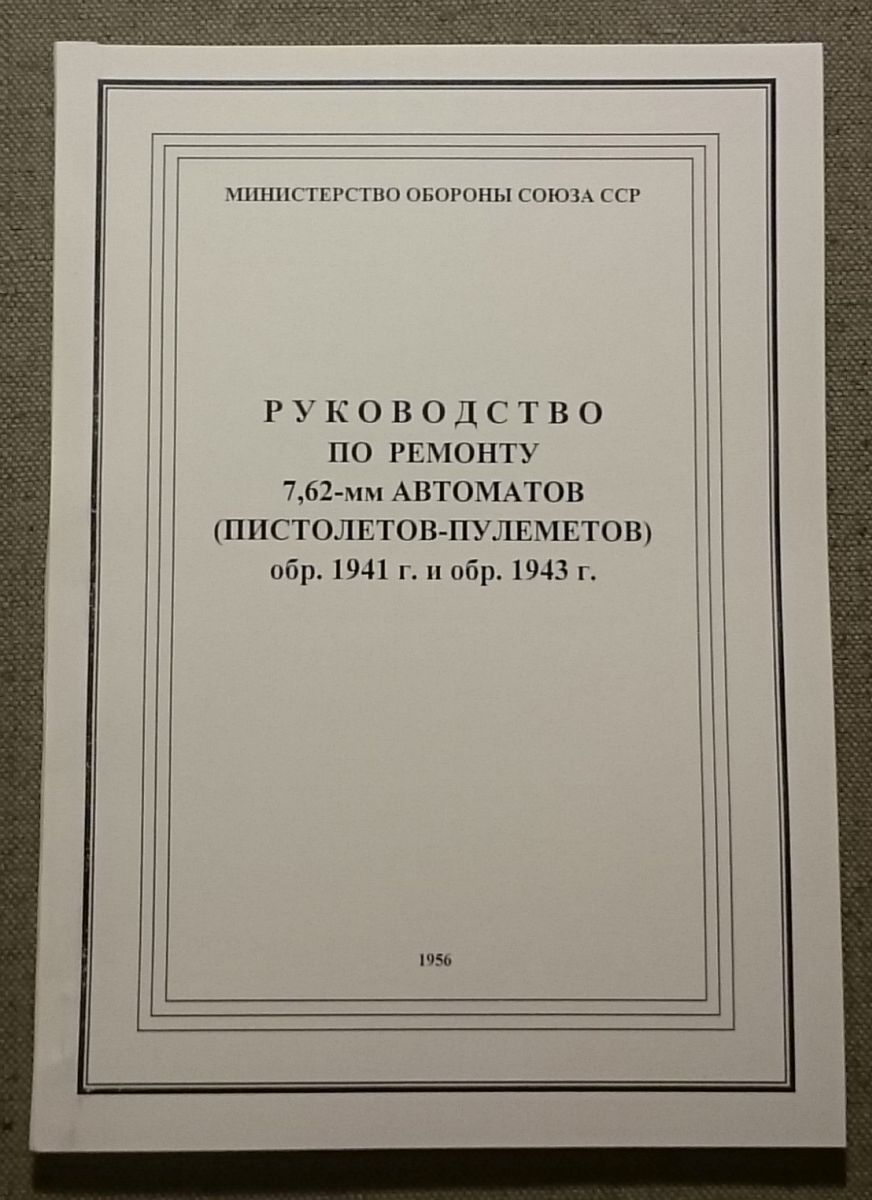 МИНИСТЕРСТВО ОБОРОНЫ СОЮЗА ССР
РУКОВОДСТВО
ПО РЕМОНТУ
7,62-мм АВТОМАТОВ
(ПИСТОЛЕТОВ-ПУЛЕМЕТОВ)
обр. 1941 г. и обр. 1943 г.
1956